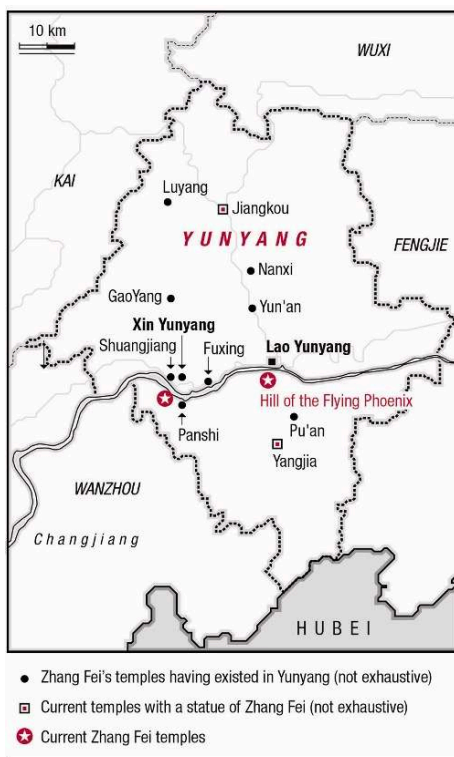 10 km
WUXI
KAI
Luyang
Jiangkou
YUNYANG
FENGJIE
Nanxi
GaoYang
Yun'an
Xin Yunyang
Shuangjiang
Fuxing
Lao Yunyang
Hill of the Flying Phoenix
Panshi
Pu'an
Yangjia
WANZHOU
Changjiang
HUBEI
Zhang Fei's temples having existed in Yunyang (not exhaustive)
Current temples with a statue of Zhang Fei (not exhaustive)
Current Zhang Fei temples